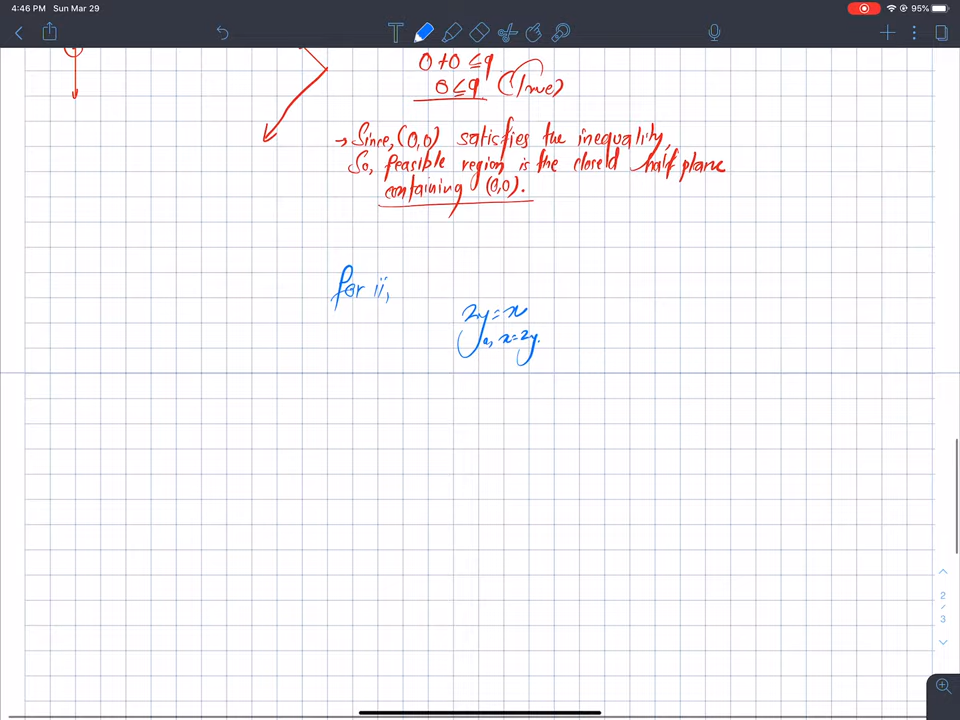 4:46 PM Sun Mar 29
95%
T
0+0 ≤ 9
0 ≤ 9 (True)
→ Since, (0,0) satisfies the inequality,
So, feasible region is the closed half plane
containing (0,0).
for ii,
2y = x
x = 2y.
2
/
3